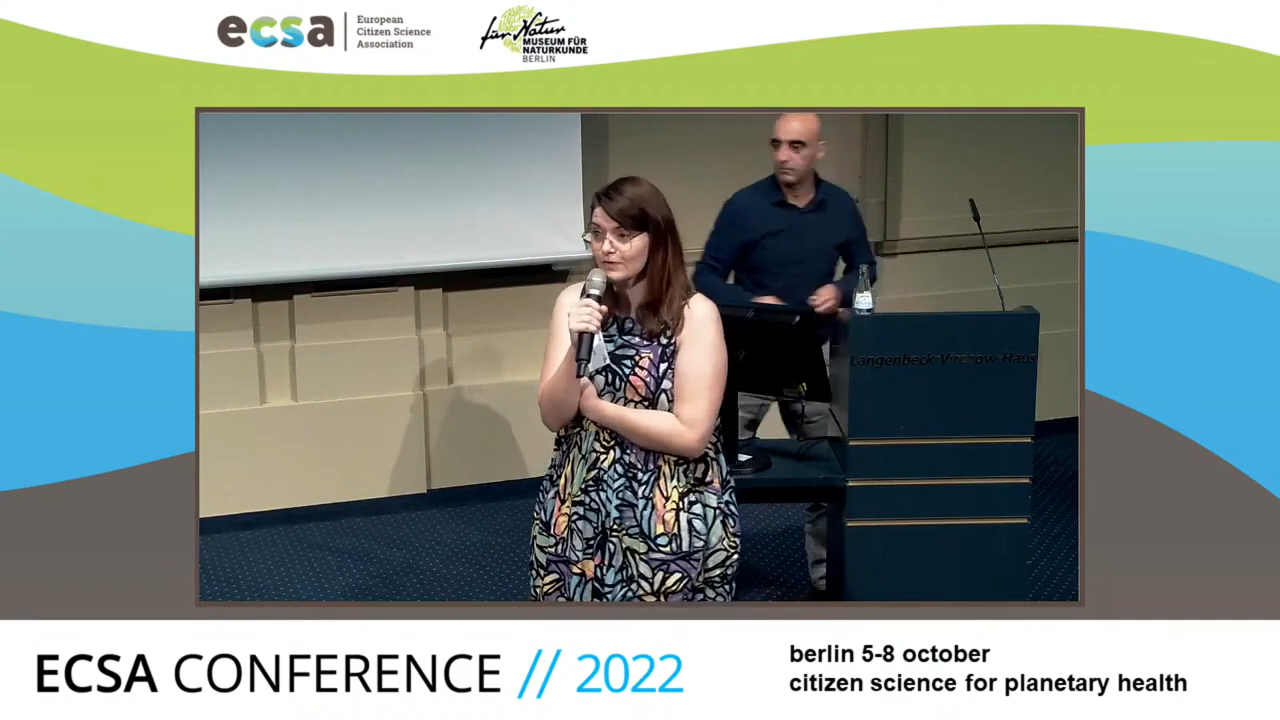 ecsa
European
Citizen Science
Association
für Natur
MUSEUM FÜR
NATURKUNDE
BERLIN
Langenbeck-Virchow-Haus
ECSA CONFERENCE // 2022
berlin 5-8 october
citizen science for planetary health